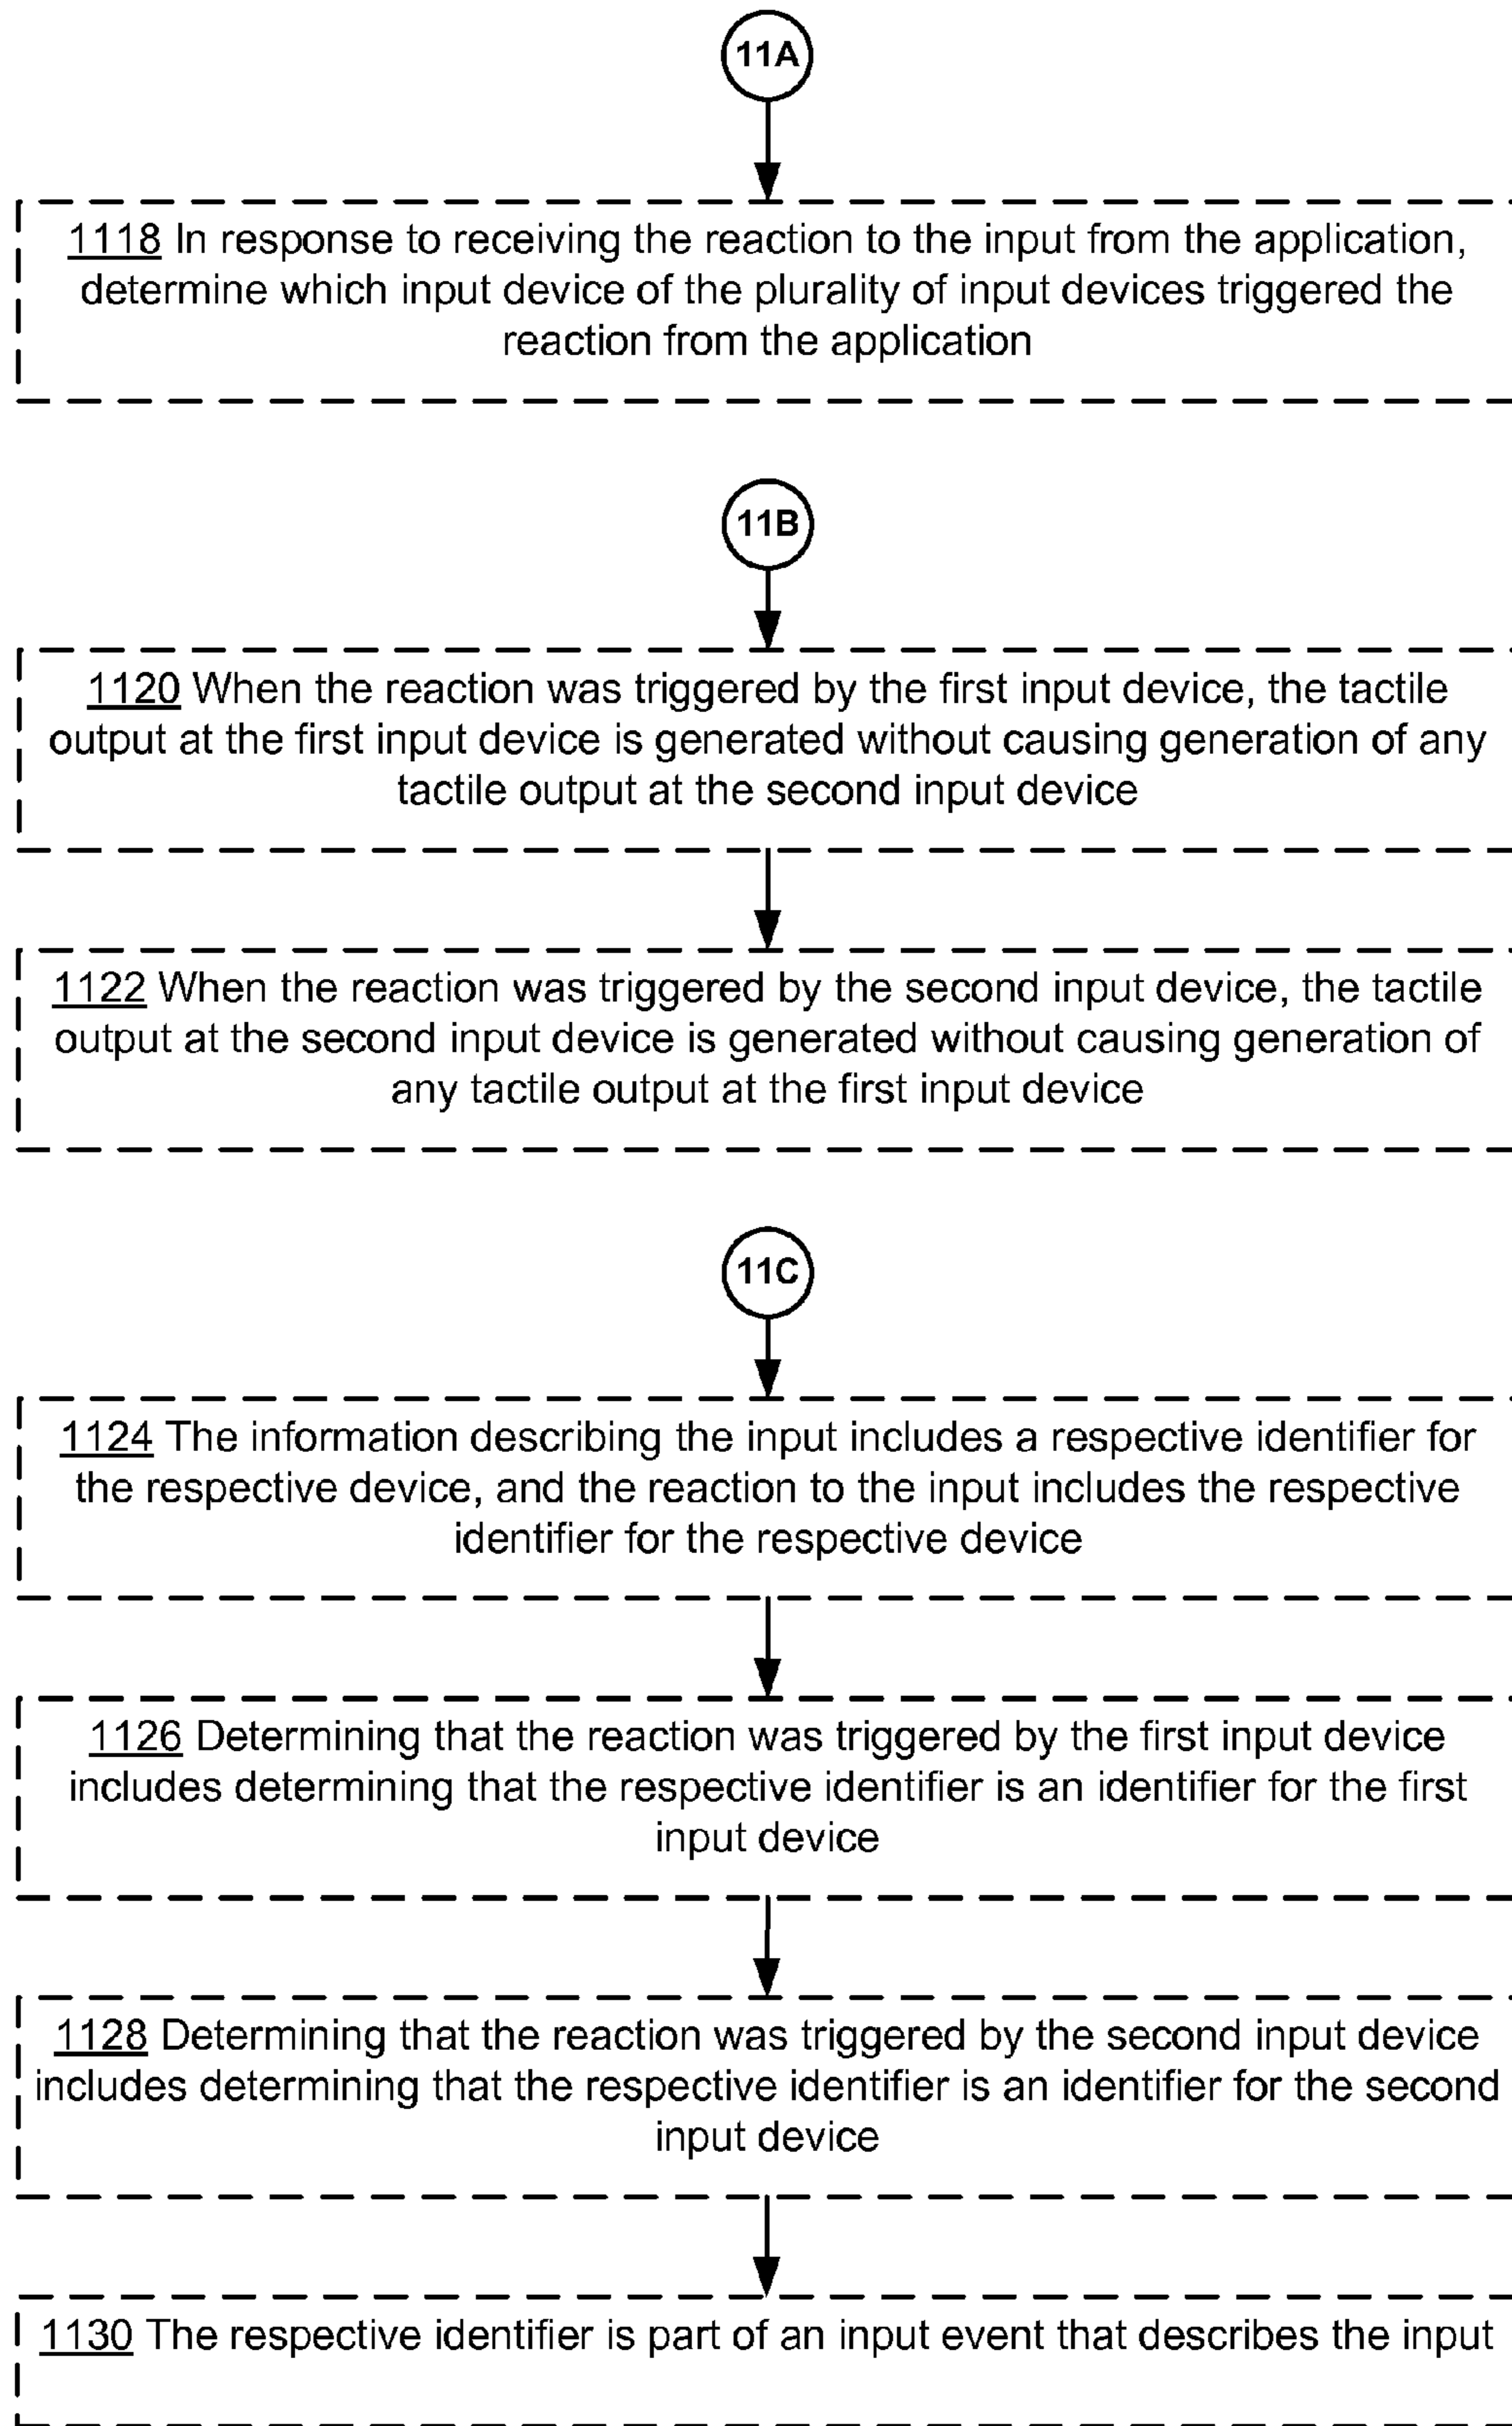 11A
1118 In response to receiving the reaction to the input from the application,
determine which input device of the plurality of input devices triggered the
reaction from the application
11B
1120 When the reaction was triggered by the first input device, the tactile
output at the first input device is generated without causing generation of any
tactile output at the second input device
1122 When the reaction was triggered by the second input device, the tactile
output at the second input device is generated without causing generation of
any tactile output at the first input device
11C
1124 The information describing the input includes a respective identifier for
the respective device, and the reaction to the input includes the respective
identifier for the respective device
1126 Determining that the reaction was triggered by the first input device
includes determining that the respective identifier is an identifier for the first
input device
1128 Determining that the reaction was triggered by the second input device
includes determining that the respective identifier is an identifier for the second
input device
1130 The respective identifier is part of an input event that describes the input